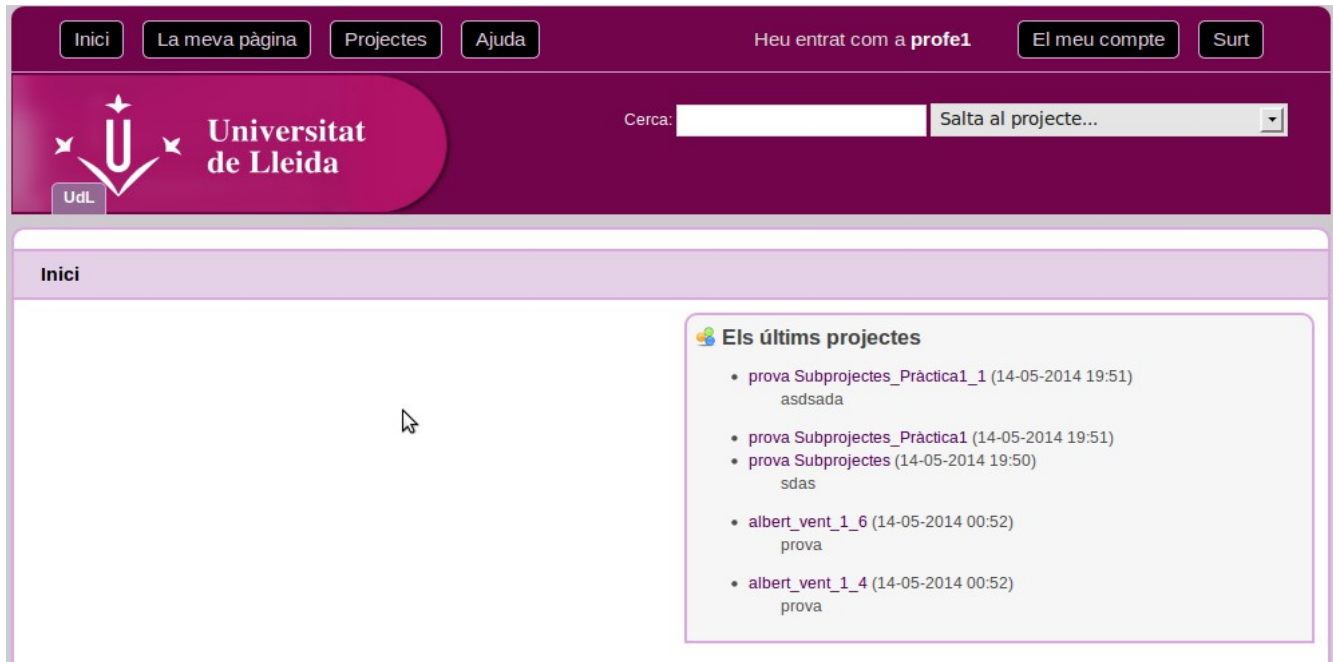 Inici La meva pàgina Projectes Ajuda Heu entrat com a profe1 El meu compte Surt
Universitat
de Lleida
Cerca: Salta al projecte...
UdL
Inici
Els últims projectes
prova Subprojectes_Pràctica1_1 (14-05-2014 19:51)
asdsada
prova Subprojectes_Pràctica1 (14-05-2014 19:51)
prova Subprojectes (14-05-2014 19:50)
sdas
albert_vent_1_6 (14-05-2014 00:52)
prova
albert_vent_1_4 (14-05-2014 00:52)
prova